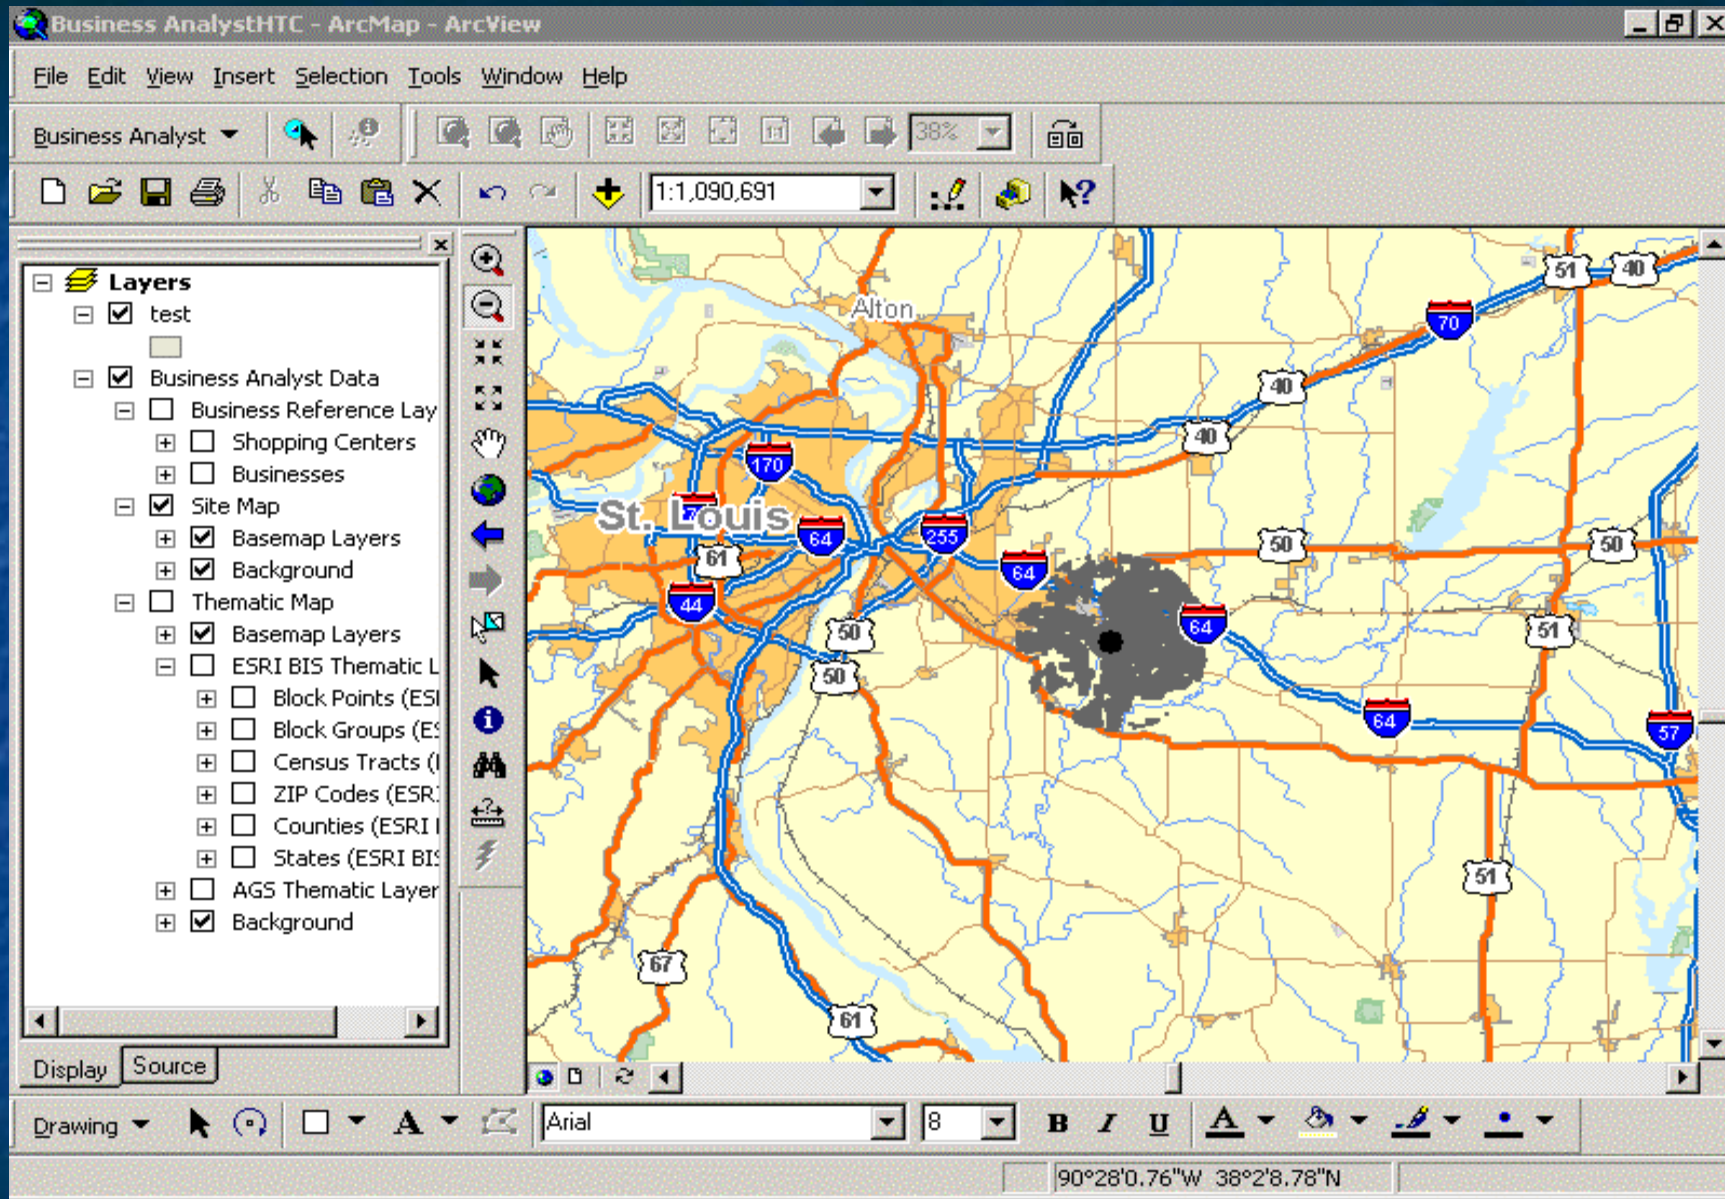 Business AnalystHTC - ArcMap - ArcView
File Edit View Insert Selection Tools Window Help
Business Analyst
1:1
38%
1:1,090,691
Layers
test
Business Analyst Data
Business Reference Lay
Shopping Centers
Businesses
Site Map
Basemap Layers
Background
Thematic Map
Basemap Layers
ESRI BIS Thematic L
Block Points (ESI
Block Groups (ES
Census Tracts (
ZIP Codes (ESR
Counties (ESRI
States (ESRI BIS
AGS Thematic Layer
Background
Display Source
51 40
Alton
70
40
40
170
St. Louis
64
255
61
64
50
50
44
64
50
51
50
64
57
51
67
61
Drawing
A
Arial
8
B I U A
90°28'0.76"W 38°2'8.78"N